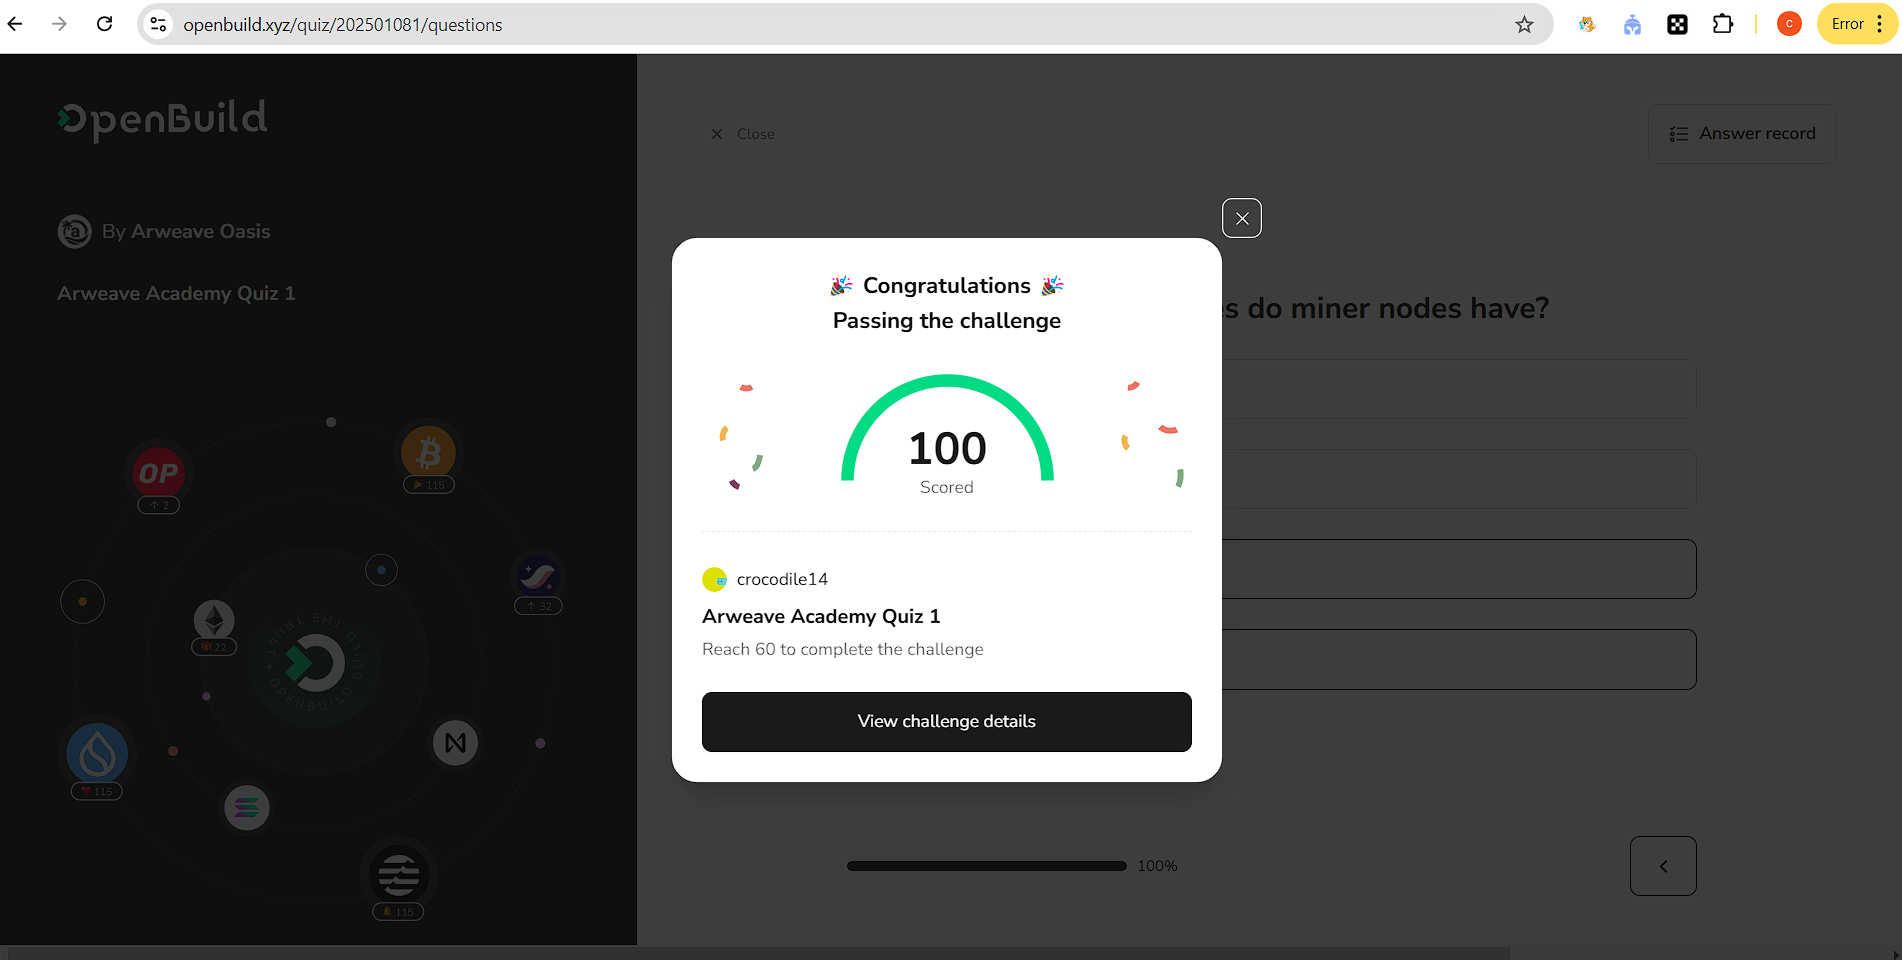 openbuild.xyz/quiz/202501081/questions
C
Error
OpenBuild
By Arweave Oasis
Arweave Academy Quiz 1
OP
2
115
32
22
BUILD THE TRUST + OPENBUILD
115
115
Close
Answer record
es do miner nodes have?
Congratulations
Passing the challenge
100
Scored
crocodile14
Arweave Academy Quiz 1
Reach 60 to complete the challenge
View challenge details
100%